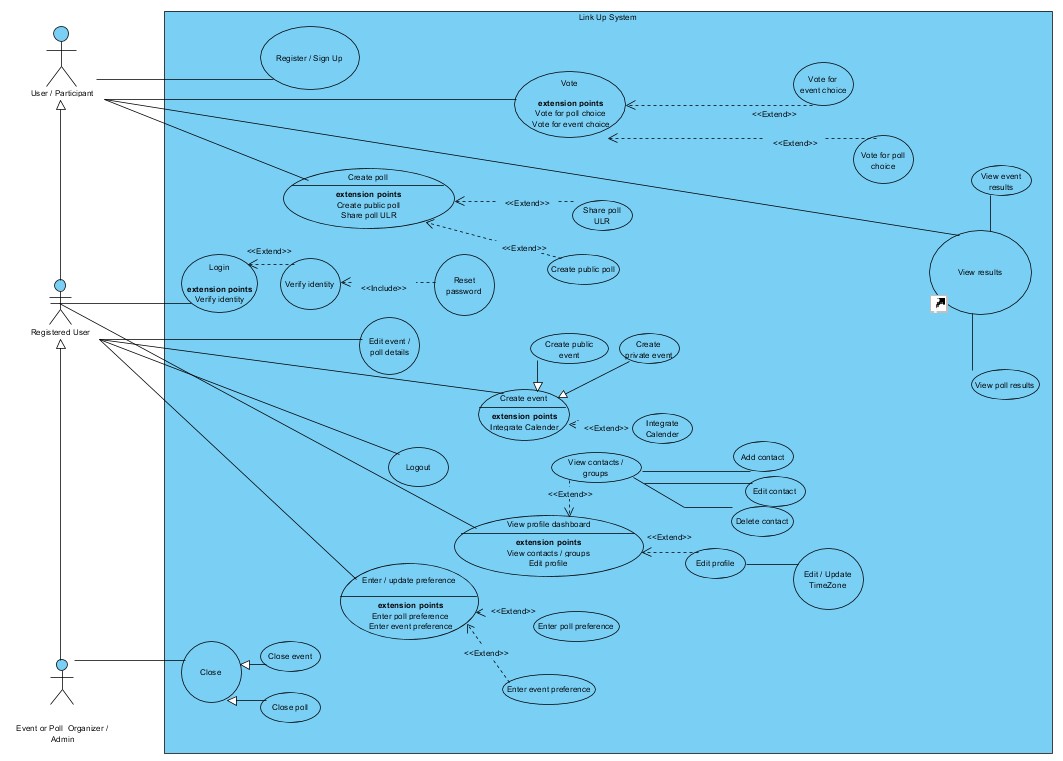 Link Up System
User / Participant
Register / Sign Up
Vote
extension points
Vote for poll choice
Vote for event choice
Vote for
event choice
<<Extend>>
<<Extend>>
Vote for poll
choice
Create poll
extension points
Create public poll
Share poll ULR
<<Extend>>
Share poll
ULR
<<Extend>>
Create public poll
View event
results
View results
View poll results
<<Extend>>
Login
extension points
Verify identity
Verify identity
<<Include>>
Reset
password
Registered User
Edit event /
poll details
Create public
event
Create
private event
Create event
extension points
Integrate Calender
<<Extend>>
Integrate
Calender
Logout
View contacts /
groups
Add contact
Edit contact
Delete contact
<<Extend>>
View profile dashboard
extension points
View contacts / groups
Edit profile
<<Extend>>
Edit profile
Edit / Update
TimeZone
Enter / update preference
extension points
Enter poll preference
Enter event preference
<<Extend>>
Enter poll preference
<<Extend>>
Enter event preference
Close
Close event
Close poll
Event or Poll Organizer /
Admin